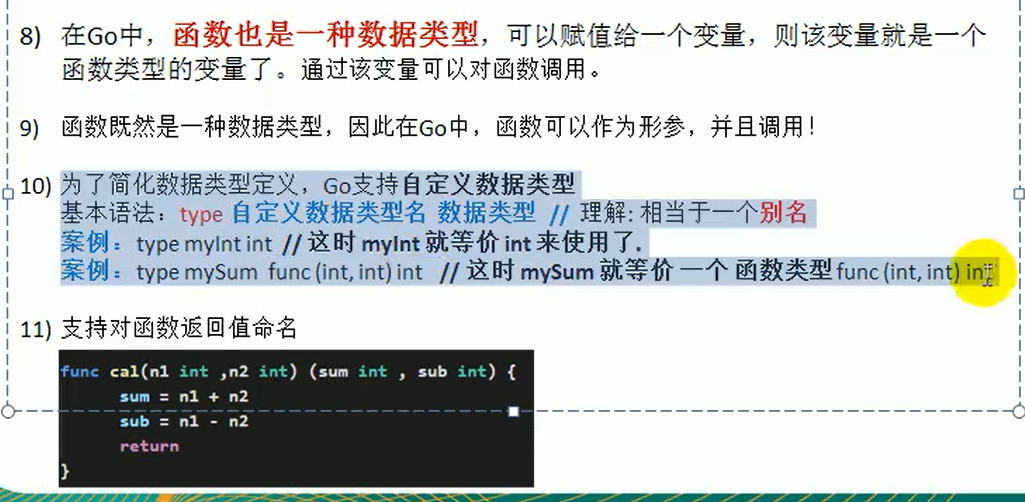 8) 在Go中，函数也是一种数据类型，可以赋值给一个变量，则该变量就是一个
函数类型的变量了。通过该变量可以对函数调用。
9) 函数既然是一种数据类型，因此在Go中，函数可以作为形参，并且调用！
10) 为了简化数据类型定义，Go支持自定义数据类型
基本语法：type 自定义数据类型名 数据类型 // 理解: 相当于一个别名
案例：type myInt int // 这时 myInt 就等价 int 来使用了.
案例：type mySum func (int, int) int // 这时 mySum 就等价 一个 函数类型 func (int, int) int
11) 支持对函数返回值命名
func cal(n1 int ,n2 int) (sum int , sub int) {
sum = n1 + n2
sub = n1 - n2
return
}